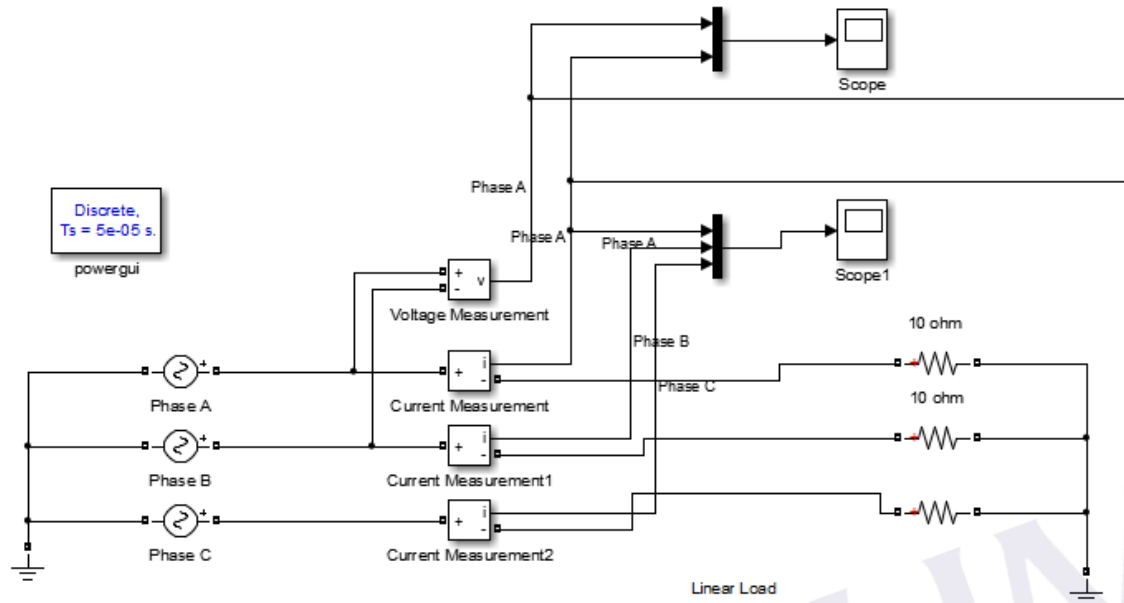 Scope
Phase A
Discrete,
Ts = 5e-05 s.
powergui
Phase A
Phase A
Scope1
+
-
v
Voltage Measurement
10 ohm
Phase B
+
i
-
+
Phase C
Phase A
Current Measurement
10 ohm
+
i
-
+
Phase B
Current Measurement1
+
i
-
+
Phase C
Current Measurement2
Linear Load